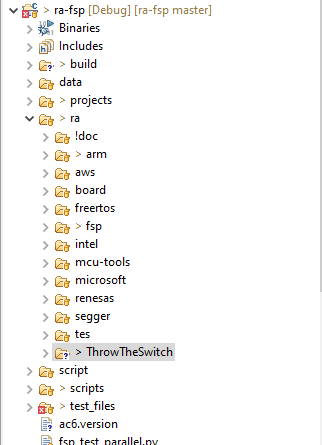 > ra-fsp [Debug] [ra-fsp master]
Binaries
Includes
> build
data
> projects
> ra
!doc
> arm
aws
board
freertos
> fsp
intel
mcu-tools
microsoft
renesas
segger
tes
> ThrowTheSwitch
script
> scripts
> test_files
ac6.version
fsp_test_parallel.py